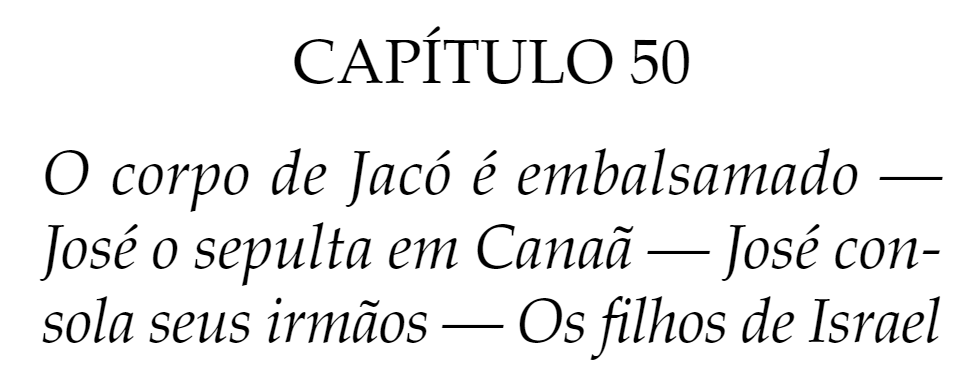 CAPÍTULO 50
O corpo de Jacó é embalsamado —
José o sepulta em Canaã — José con-
sola seus irmãos — Os filhos de Israel